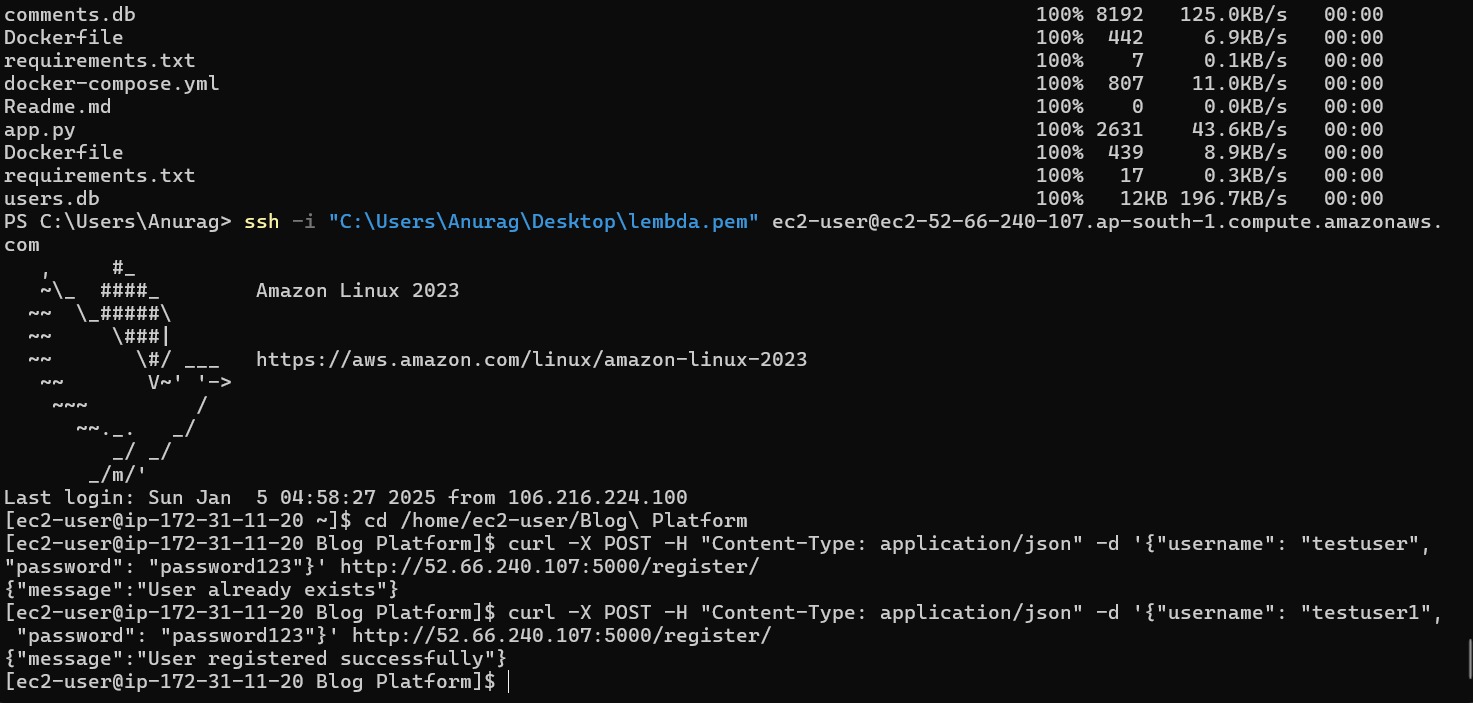 comments.db                                                                           100% 8192   125.0KB/s   00:00
Dockerfile                                                                            100%  442     6.9KB/s   00:00
requirements.txt                                                                      100%    7     0.1KB/s   00:00
docker-compose.yml                                                                    100%  807    11.0KB/s   00:00
Readme.md                                                                             100%    0     0.0KB/s   00:00
app.py                                                                                100% 2631    43.6KB/s   00:00
Dockerfile                                                                            100%  439     8.9KB/s   00:00
requirements.txt                                                                      100%   17     0.3KB/s   00:00
users.db                                                                              100%   12KB 196.7KB/s   00:00
PS C:\Users\Anurag> ssh -i "C:\Users\Anurag\Desktop\lembda.pem" ec2-user@ec2-52-66-240-107.ap-south-1.compute.amazonaws.
com
   ,     #_
   ~\_  ####_        Amazon Linux 2023
  ~~  \_#####\
  ~~     \###|
  ~~       \#/ ___   https://aws.amazon.com/linux/amazon-linux-2023
   ~~       V~' '->
    ~~~         /
      ~~._.   _/
         _/ _/
       _/m/'
Last login: Sun Jan  5 04:58:27 2025 from 106.216.224.100
[ec2-user@ip-172-31-11-20 ~]$ cd /home/ec2-user/Blog\ Platform
[ec2-user@ip-172-31-11-20 Blog Platform]$ curl -X POST -H "Content-Type: application/json" -d '{"username": "testuser",
"password": "password123"}' http://52.66.240.107:5000/register/
{"message":"User already exists"}
[ec2-user@ip-172-31-11-20 Blog Platform]$ curl -X POST -H "Content-Type: application/json" -d '{"username": "testuser1",
 "password": "password123"}' http://52.66.240.107:5000/register/
{"message":"User registered successfully"}
[ec2-user@ip-172-31-11-20 Blog Platform]$